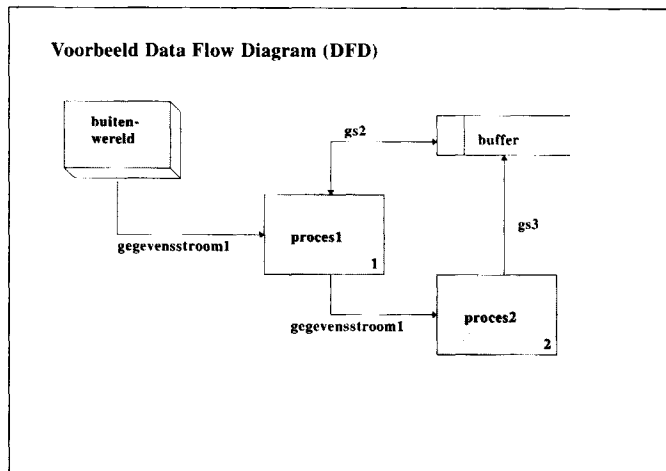 Voorbeeld Data Flow Diagram (DFD)
buiten-
wereld
gs2
buffer
gegevensstroom1
proces1
1
gs3
gegevensstroom1
proces2
2